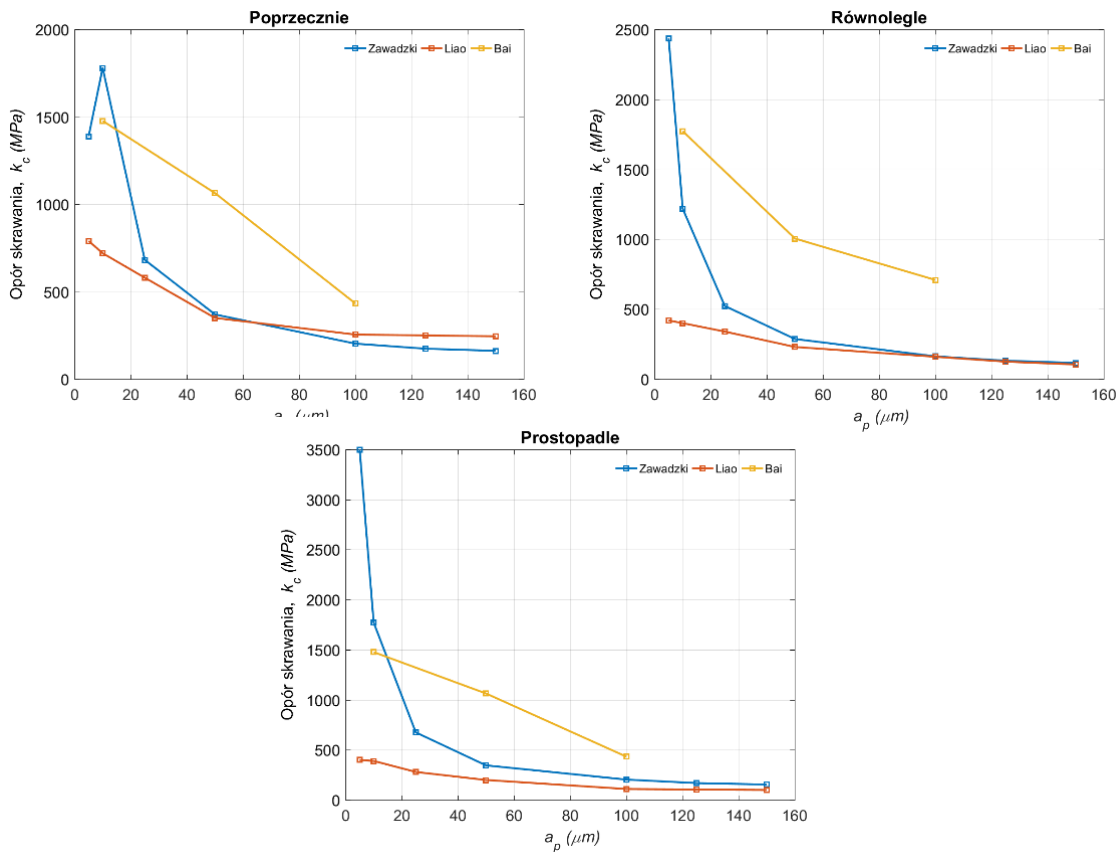 Poprzecznie
Zawadzki Liao Bai
2000
1500
1000
500
0
Opór skrawania, k_c (MPa)
0 20 40 60 80 100 120 140 160
a_p (μm)
Równolegle
Zawadzki Liao Bai
2500
2000
1500
1000
500
0
Opór skrawania, k_c (MPa)
0 20 40 60 80 100 120 140 160
a_p (μm)
Prostopadle
Zawadzki Liao Bai
3500
3000
2500
2000
1500
1000
500
0
Opór skrawania, k_c (MPa)
0 20 40 60 80 100 120 140 160
a_p (μm)